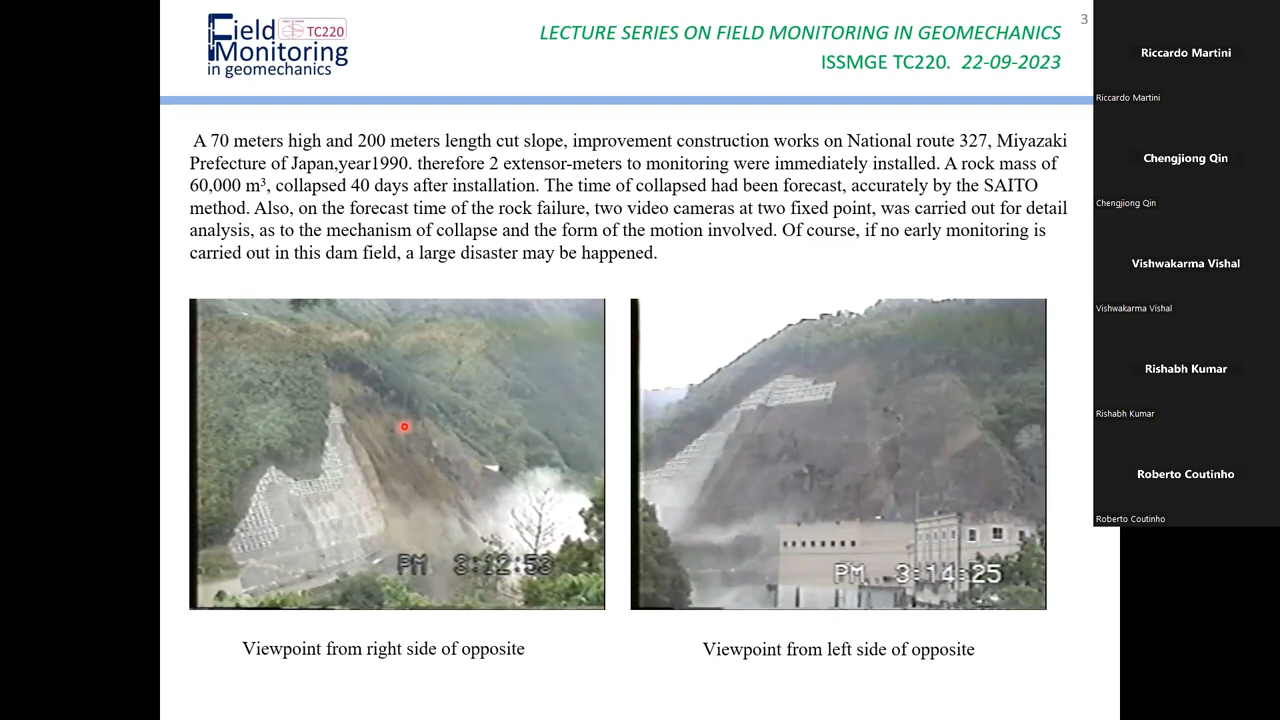 Field TC220
Monitoring
in geomechanics
LECTURE SERIES ON FIELD MONITORING IN GEOMECHANICS
ISSMGE TC220. 22-09-2023
3
A 70 meters high and 200 meters length cut slope, improvement construction works on National route 327, Miyazaki
Prefecture of Japan,year1990. therefore 2 extensor-meters to monitoring were immediately installed. A rock mass of
60,000 m³, collapsed 40 days after installation. The time of collapsed had been forecast, accurately by the SAITO
method. Also, on the forecast time of the rock failure, two video cameras at two fixed point, was carried out for detail
analysis, as to the mechanism of collapse and the form of the motion involved. Of course, if no early monitoring is
carried out in this dam field, a large disaster may be happened.
PM 3:12:53
PM 3:14:25
Viewpoint from right side of opposite
Viewpoint from left side of opposite
Riccardo Martini
Riccardo Martini
Chengjiong Qin
Chengjiong Qin
Vishwakarma Vishal
Vishwakarma Vishal
Rishabh Kumar
Rishabh Kumar
Roberto Coutinho
Roberto Coutinho